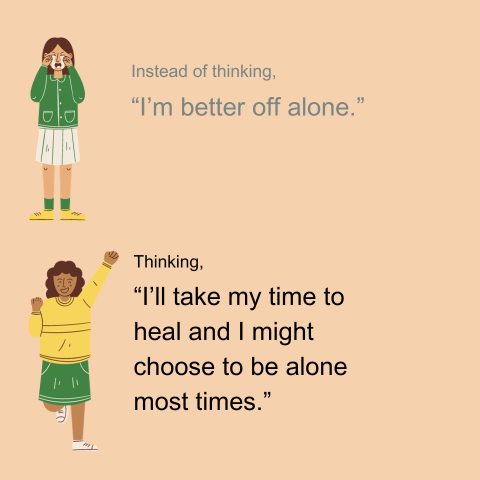 Instead of thinking,
“I’m better off alone.”
Thinking,
“I’ll take my time to
heal and I might
choose to be alone
most times.”